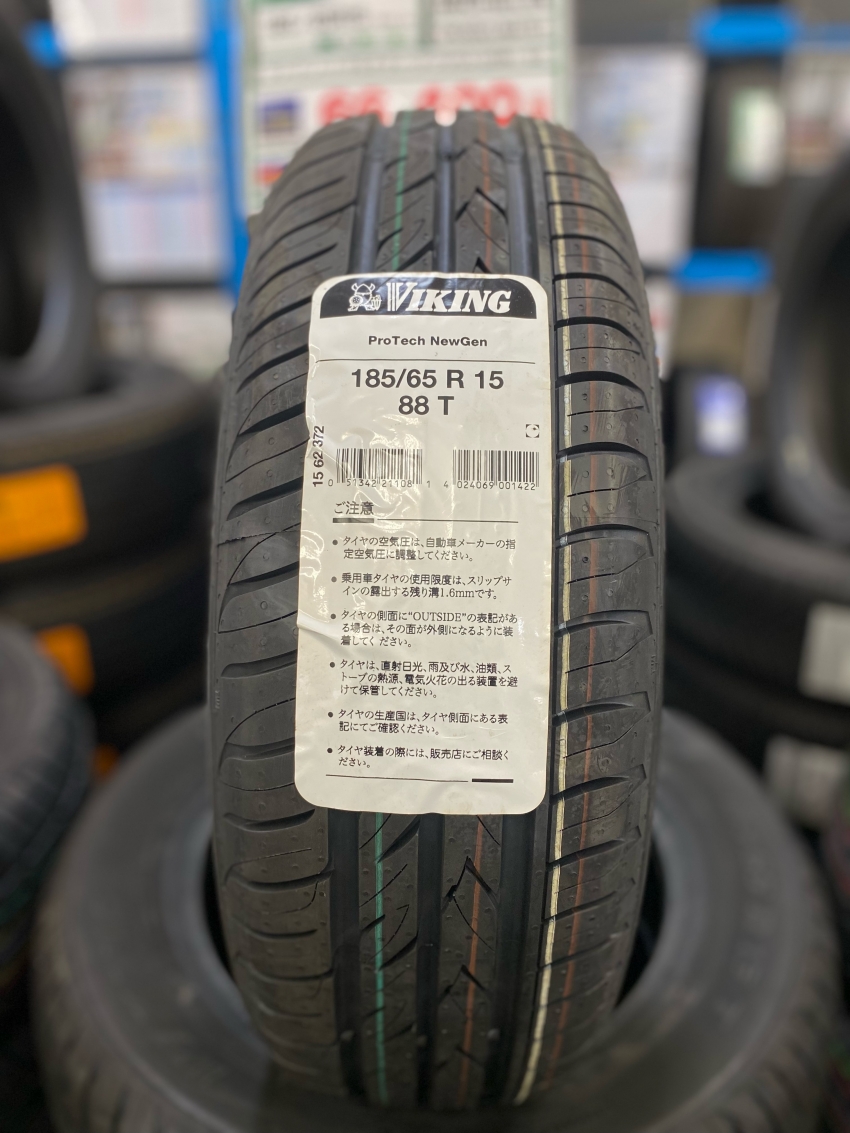 VIKING
ProTech NewGen
185/65 R 15
88 T
15 62 372
0 51342 21108 1
4 024069 001422
ご注意
● タイヤの空気圧は、自動車メーカーの指
定空気圧に調整してください。
● 乗用車タイヤの使用限度は、スリップサ
インの露出する残り溝1.6mmです。
● タイヤの側面に“OUTSIDE”の表記があ
る場合は、その面が外側になるように装
着してください。
● タイヤは、直射日光、雨及び水、油類、ス
トーブの熱源、電気火花の出る装置を避
けて保管してください。
● タイヤの生産国は、タイヤ側面にある表
記にてご確認ください。
● タイヤ装着の際には、販売店にご相談く
ださい。